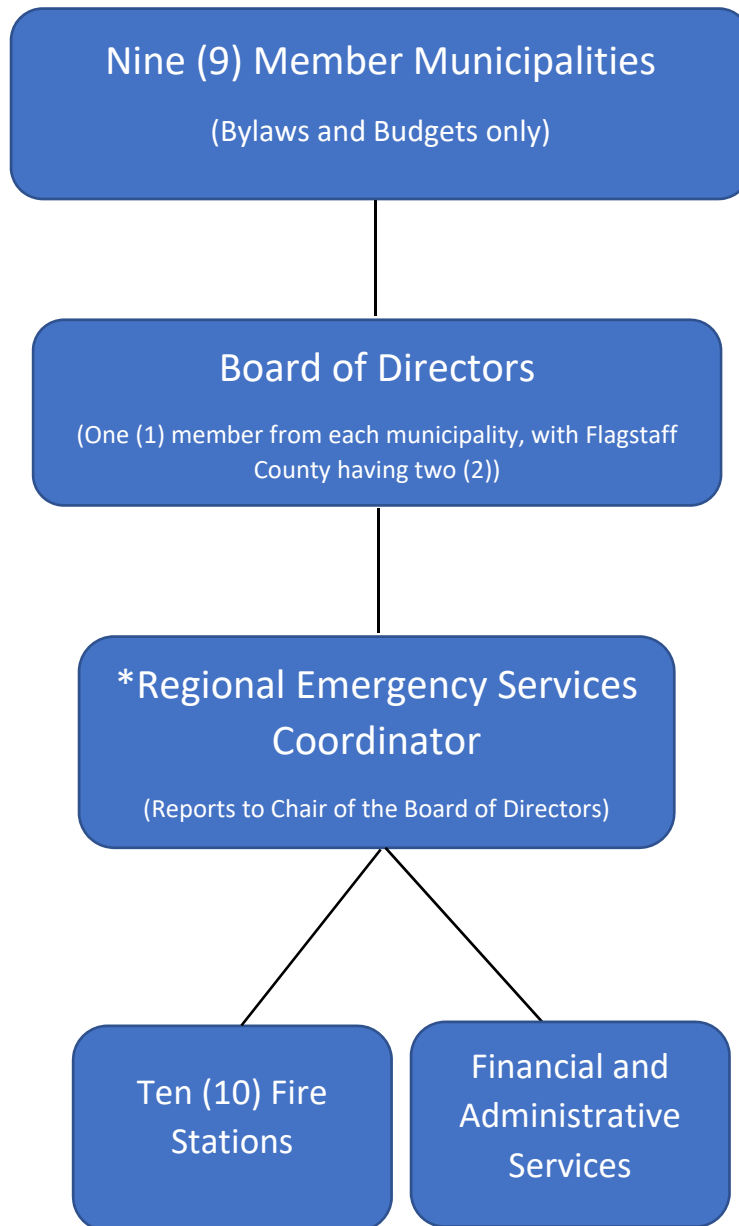 Nine (9) Member Municipalities
(Bylaws and Budgets only)
Board of Directors
(One (1) member from each municipality, with Flagstaff
County having two (2))
*Regional Emergency Services
Coordinator
(Reports to Chair of the Board of Directors)
Ten (10) Fire
Stations
Financial and
Administrative
Services